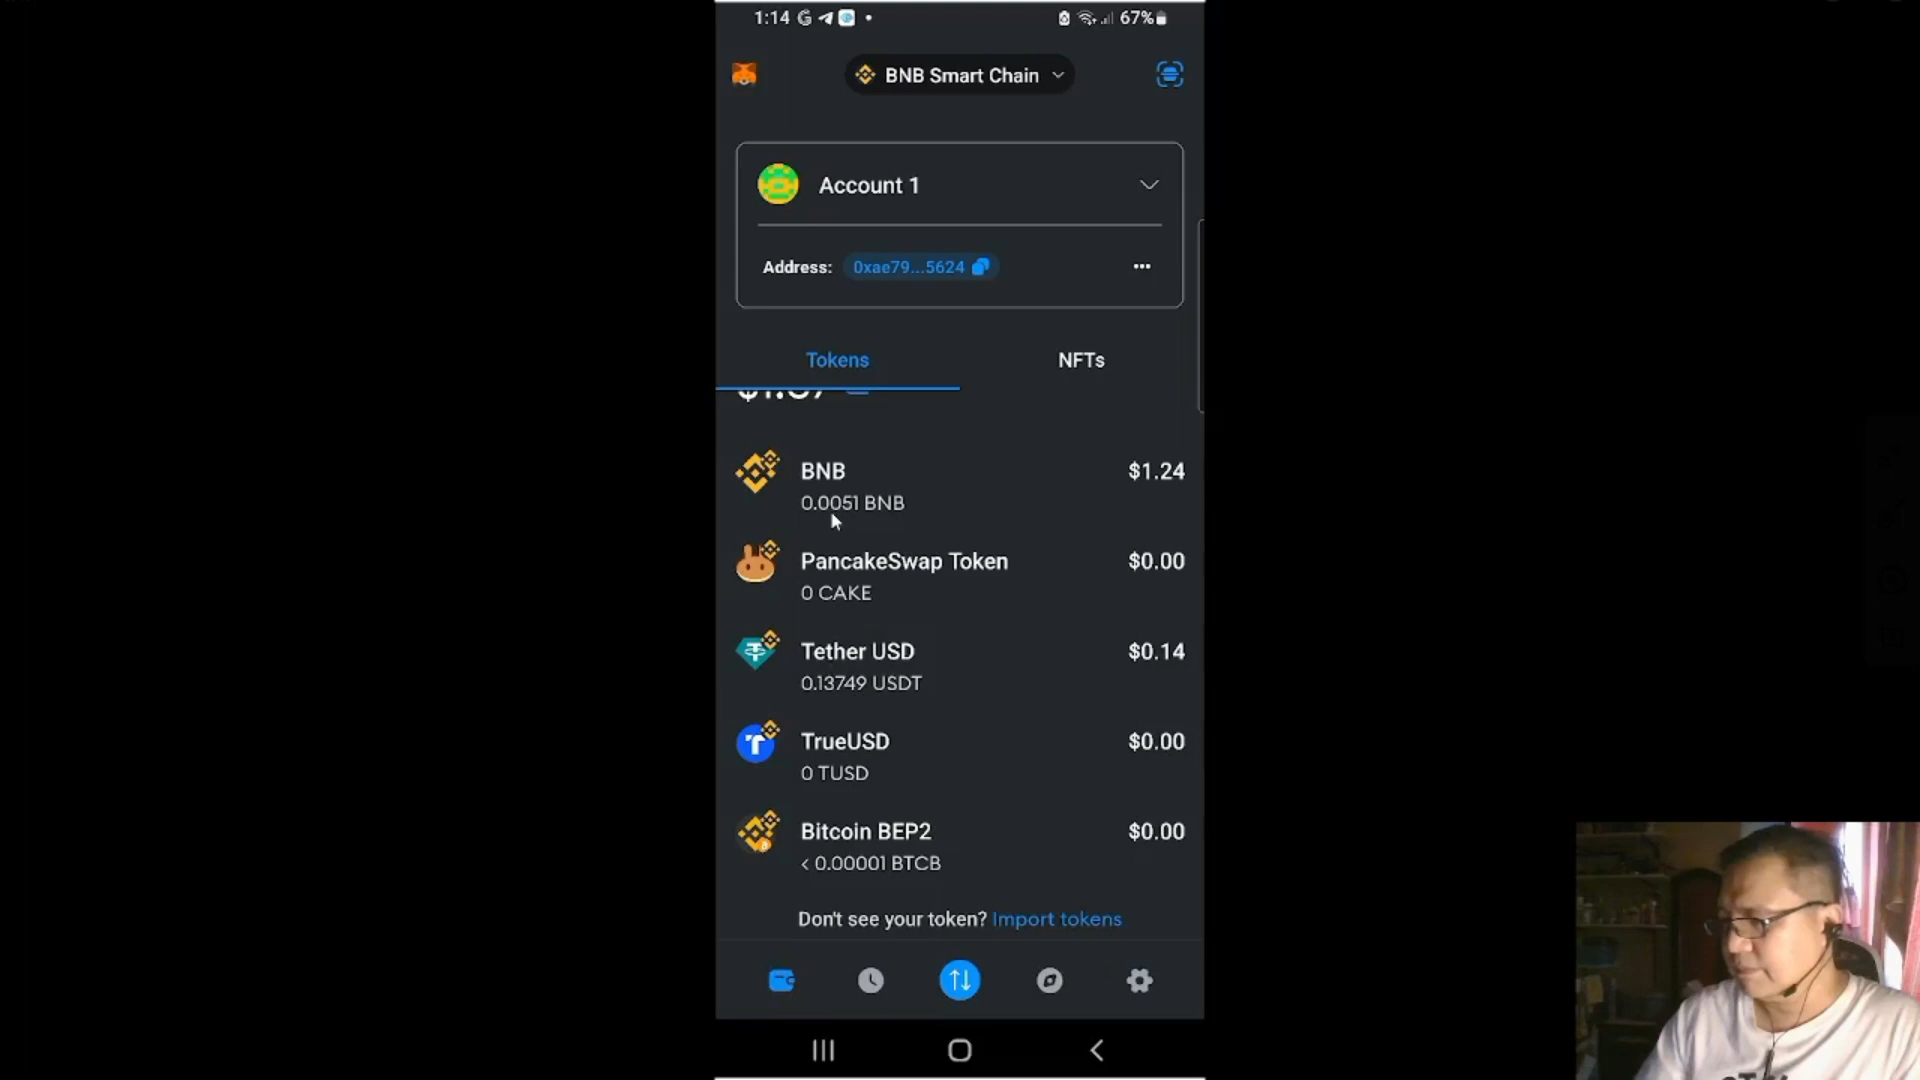 1:14
67%
BNB Smart Chain
Account 1
Address: 0xae79...5624
Tokens
NFTs
BNB
$1.24
0.0051 BNB
PancakeSwap Token
$0.00
0 CAKE
Tether USD
$0.14
0.13749 USDT
TrueUSD
$0.00
0 TUSD
Bitcoin BEP2
$0.00
< 0.00001 BTCB
Don't see your token? Import tokens